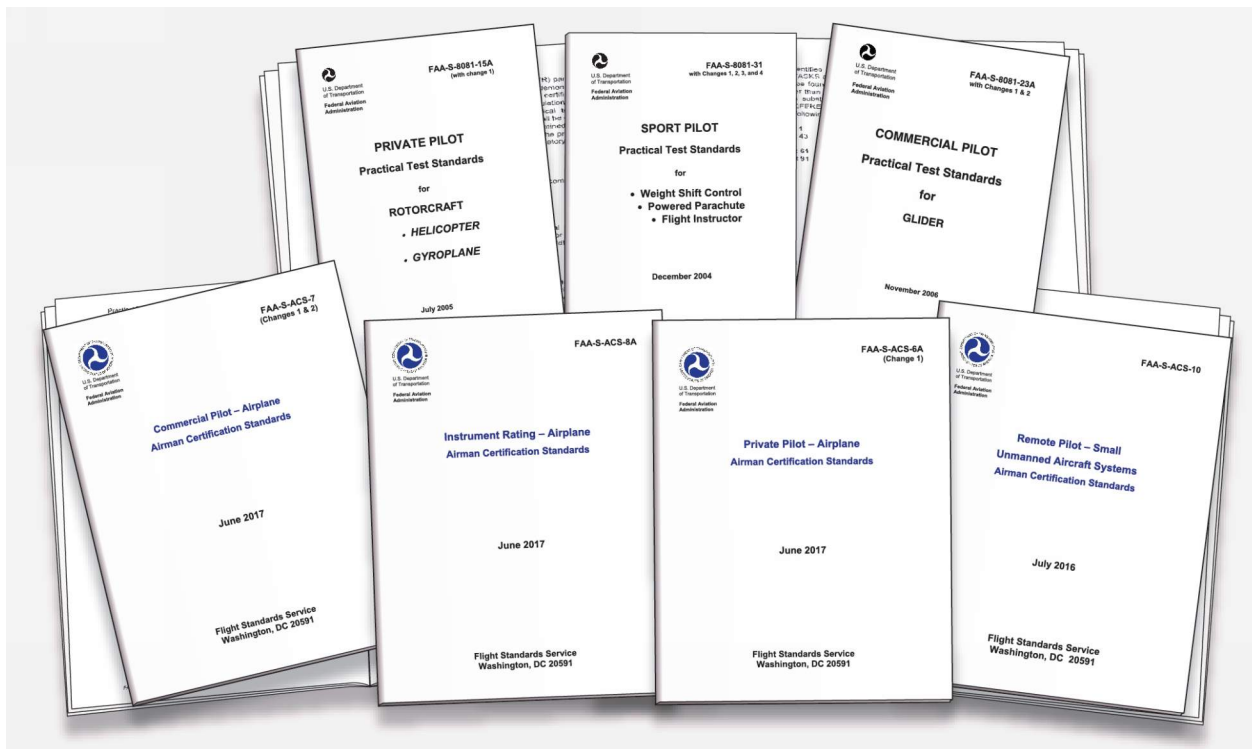 FAA-S-8081-15A
(with change 1)
U.S. Department
of Transportation
Federal Aviation
Administration
PRIVATE PILOT
Practical Test Standards
for
ROTORCRAFT
• HELICOPTER
• GYROPLANE
July 2005
FAA-S-8081-31
with Changes 1, 2, 3, and 4
U.S. Department
of Transportation
Federal Aviation
Administration
SPORT PILOT
Practical Test Standards
for
• Weight Shift Control
• Powered Parachute
• Flight Instructor
December 2004
FAA-S-8081-23A
with Changes 1 & 2
U.S. Department
of Transportation
Federal Aviation
Administration
COMMERCIAL PILOT
Practical Test Standards
for
GLIDER
November 2006
FAA-S-ACS-7
(Changes 1 & 2)
U.S. Department
of Transportation
Federal Aviation
Administration
Commercial Pilot – Airplane
Airman Certification Standards
June 2017
Flight Standards Service
Washington, DC 20591
FAA-S-ACS-8A
U.S. Department
of Transportation
Federal Aviation
Administration
Instrument Rating – Airplane
Airman Certification Standards
June 2017
Flight Standards Service
Washington, DC 20591
FAA-S-ACS-6A
(Change 1)
U.S. Department
of Transportation
Federal Aviation
Administration
Private Pilot – Airplane
Airman Certification Standards
June 2017
Flight Standards Service
Washington, DC 20591
FAA-S-ACS-10
U.S. Department
of Transportation
Federal Aviation
Administration
Remote Pilot – Small
Unmanned Aircraft Systems
Airman Certification Standards
July 2016
Flight Standards Service
Washington, DC 20591